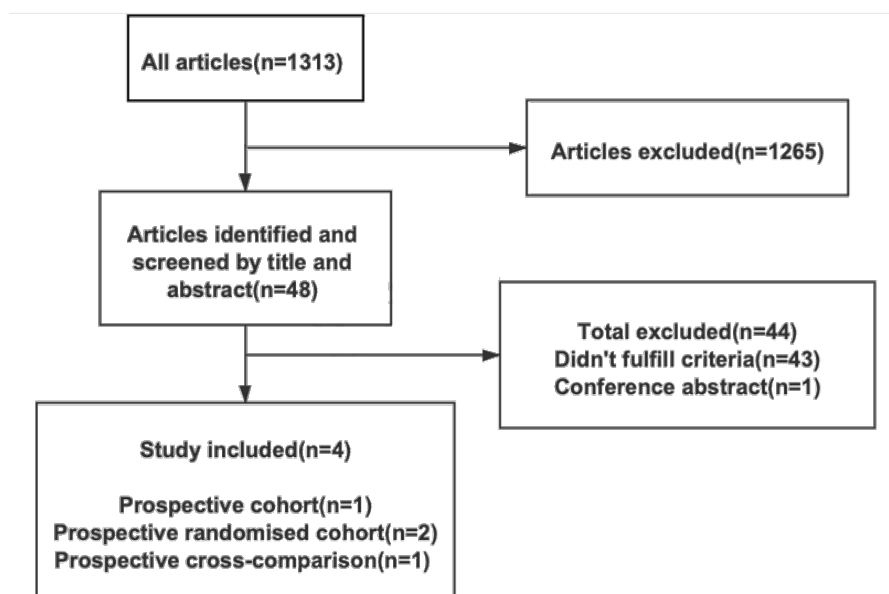 All articles(n=1313)
Articles excluded(n=1265)
Articles identified and
screened by title and
abstract(n=48)
Total excluded(n=44)
Didn't fulfill criteria(n=43)
Conference abstract(n=1)
Study included(n=4)
Prospective cohort(n=1)
Prospective randomised cohort(n=2)
Prospective cross-comparison(n=1)